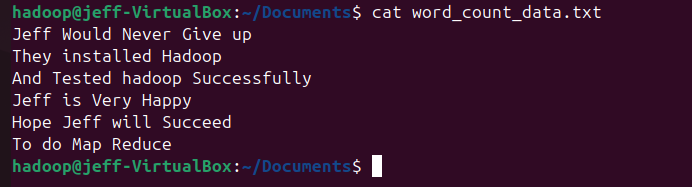 hadoop@jeff-VirtualBox:~/Documents$ cat word_count_data.txt
Jeff Would Never Give up
They installed Hadoop
And Tested hadoop Successfully
Jeff is Very Happy
Hope Jeff will Succeed
To do Map Reduce
hadoop@jeff-VirtualBox:~/Documents$